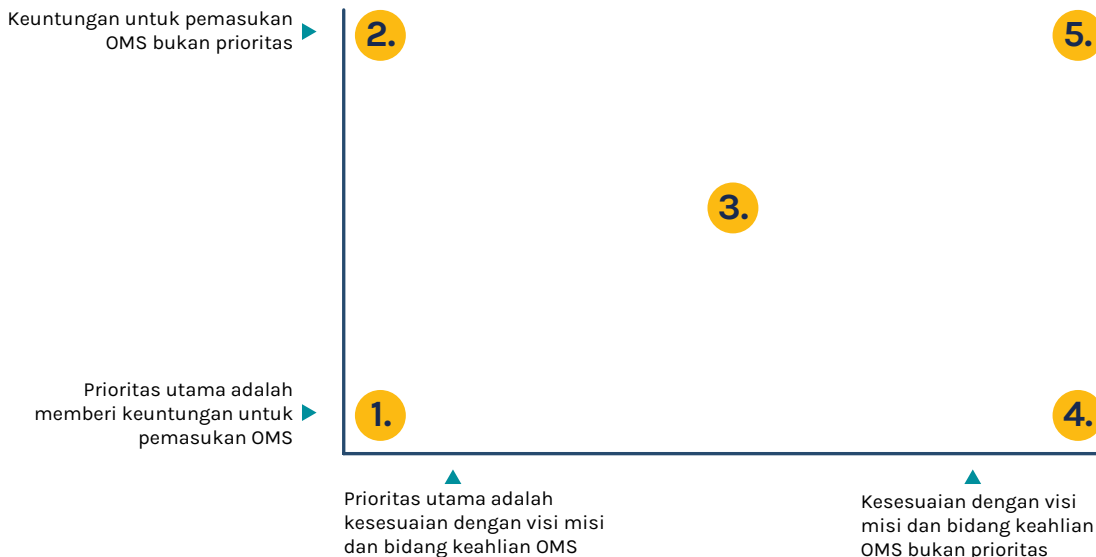 Keuntungan untuk pemasukan
OMS bukan prioritas
2.
5.
3.
Prioritas utama adalah
memberi keuntungan untuk
pemasukan OMS
1.
4.
Prioritas utama adalah
kesesuaian dengan visi misi
dan bidang keahlian OMS
Kesesuaian dengan visi
misi dan bidang keahlian
OMS bukan prioritas